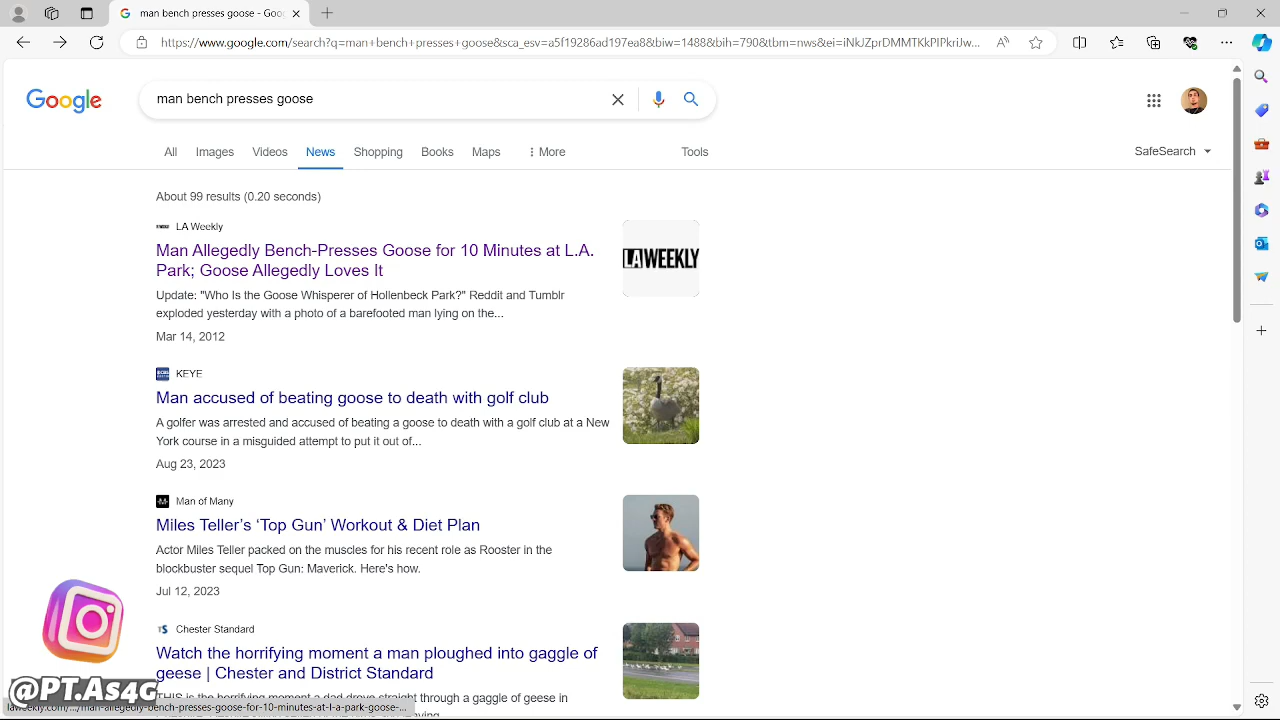 man bench presses goose - Goo
https://www.google.com/search?q=man+bench+presses+goose&sca_esv=a5f19286ad197ea8&biw=1488&bih=790&tbm=nws&ei=iNkJZprDMMTKkPIPkriJw...
Google
man bench presses goose
All Images Videos News Shopping Books Maps More Tools
SafeSearch
About 99 results (0.20 seconds)
LA Weekly
Man Allegedly Bench-Presses Goose for 10 Minutes at L.A.
Park; Goose Allegedly Loves It
LA WEEKLY
Update: "Who Is the Goose Whisperer of Hollenbeck Park?" Reddit and Tumblr
exploded yesterday with a photo of a barefooted man lying on the...
Mar 14, 2012
KEYE
Man accused of beating goose to death with golf club
A golfer was arrested and accused of beating a goose to death with a golf club at a New
York course in a misguided attempt to put it out of...
Aug 23, 2023
Man of Many
Miles Teller's ‘Top Gun’ Workout & Diet Plan
Actor Miles Teller packed on the muscles for his recent role as Rooster in the
blockbuster sequel Top Gun: Maverick. Here's how.
Jul 12, 2023
TS Chester Standard
Watch the horrifying moment a man ploughed into gaggle of
geese | Chester and District Standard
THIS is the horrifying moment a dad drove straight through a gaggle of geese in
@PT.As4G